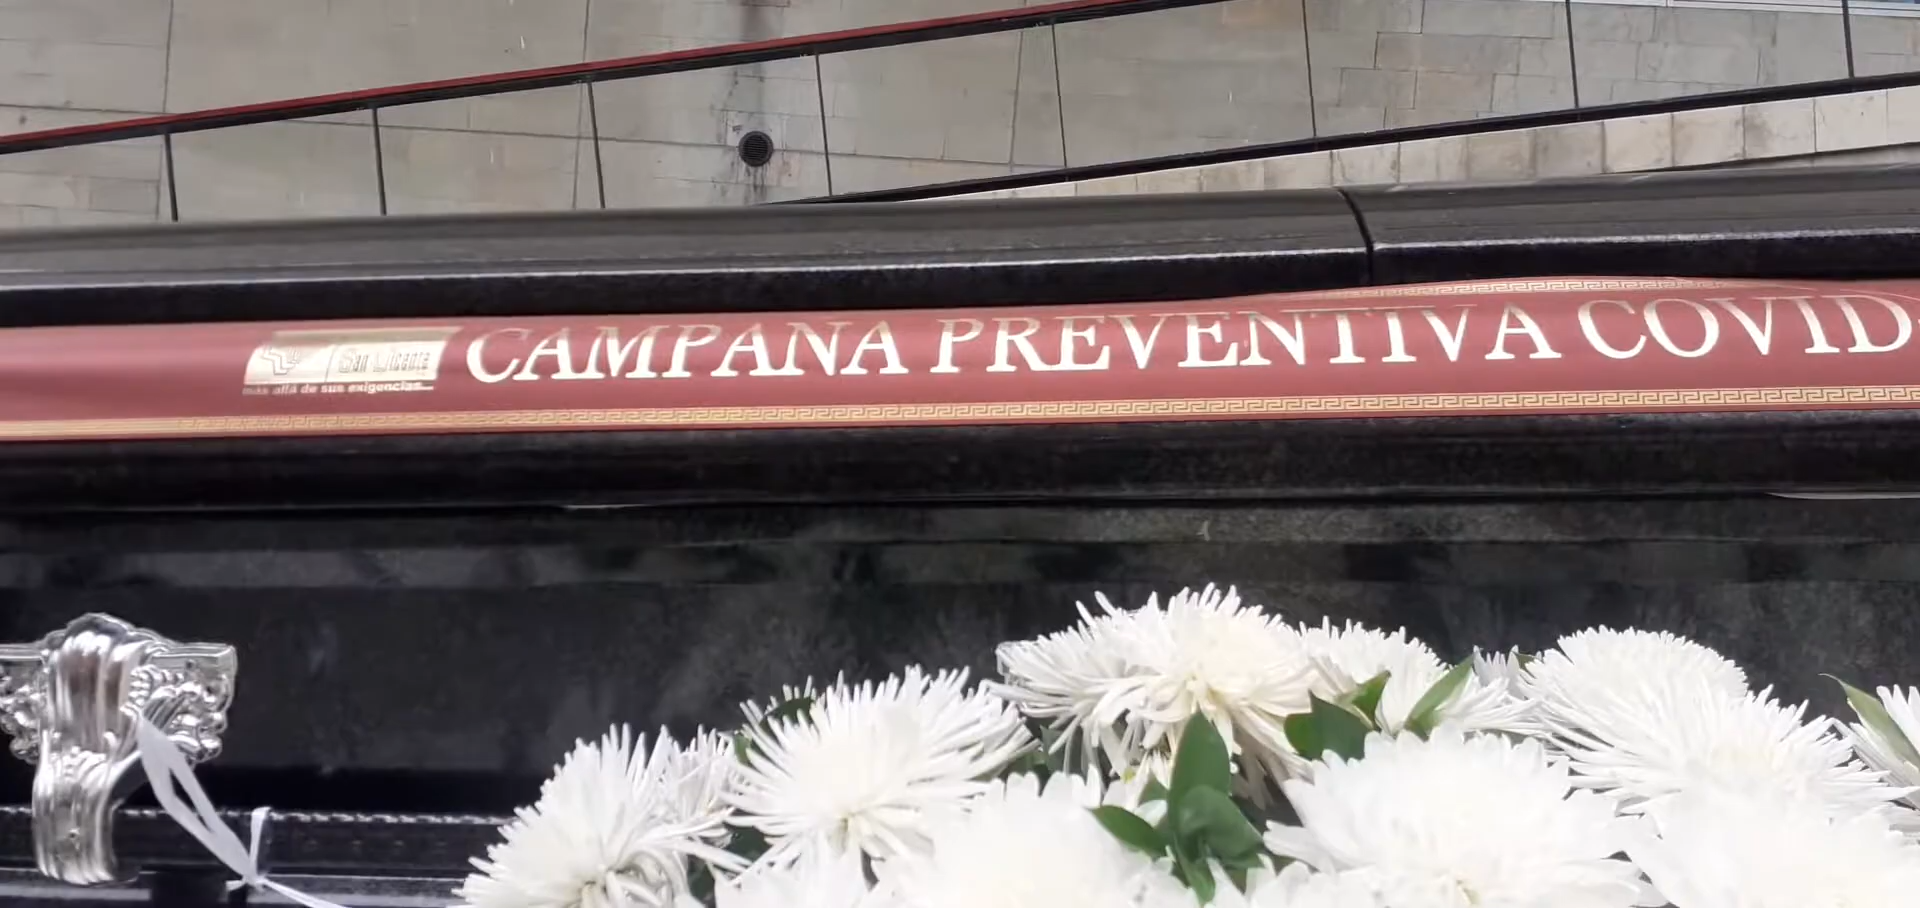 San Vicente
más allá de sus exigencias...
CAMPANA PREVENTIVA COVID-